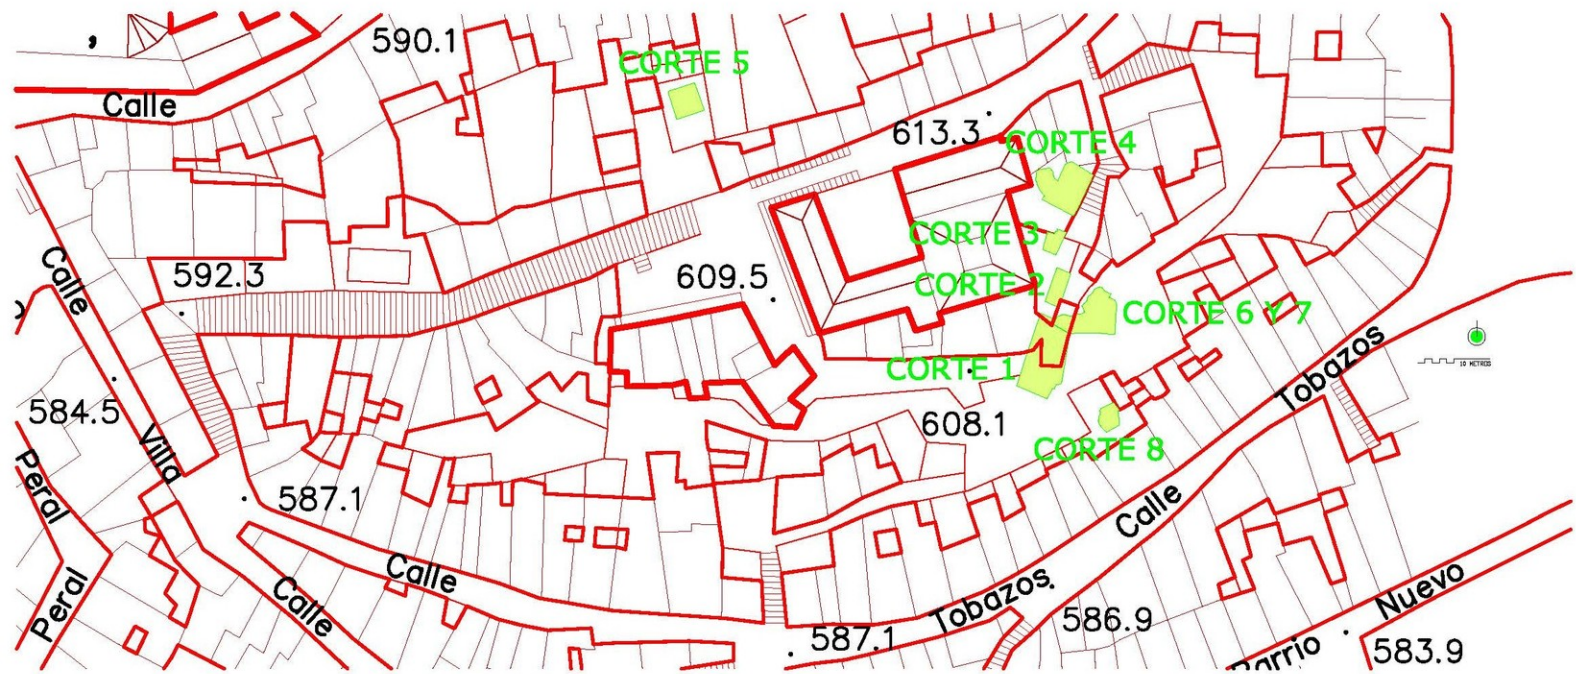 590.1
CORTE 5
Calle
613.3
CORTE 4
CORTE 3
Calle
592.3
609.5
CORTE 2
CORTE 6 Y 7
CORTE 1
10 METROS
Tobazos
584.5
608.1
Villa
CORTE 8
Peral
587.1
Calle
Calle
Calle
Peral
Tobazos
Nuevo
586.9
587.1
Barrio
583.9